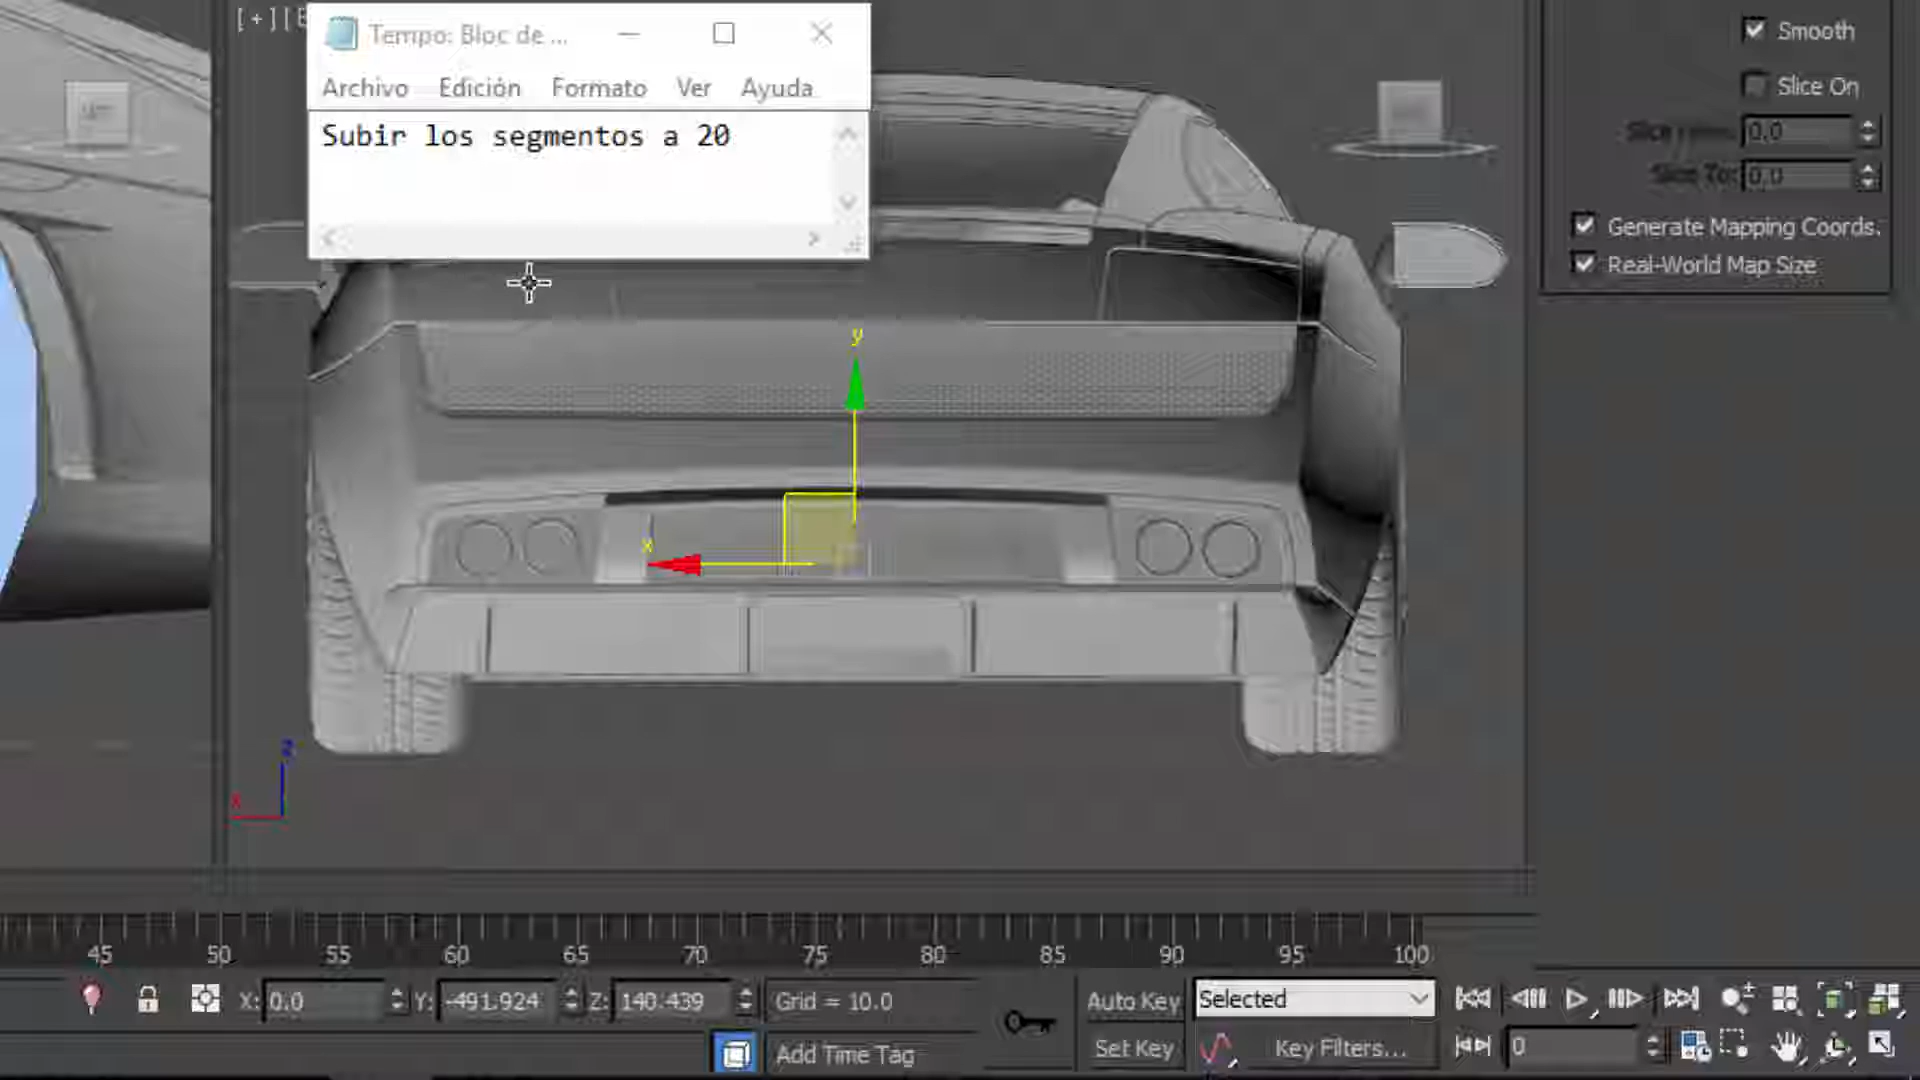 [+][
Tempo: Bloc de ...
Archivo Edición Formato Ver Ayuda
Subir los segmentos a 20
Smooth
Slice On
0.0
Slice To: 0.0
Generate Mapping Coords.
Real-World Map Size
y
x
z
x
45 50 55 60 65 70 75 80 85 90 95 100
X: 0.0 Y: -491.924 Z: 140.439 Grid = 10.0
Auto Key Selected
Add Time Tag
Set Key Key Filters... 0